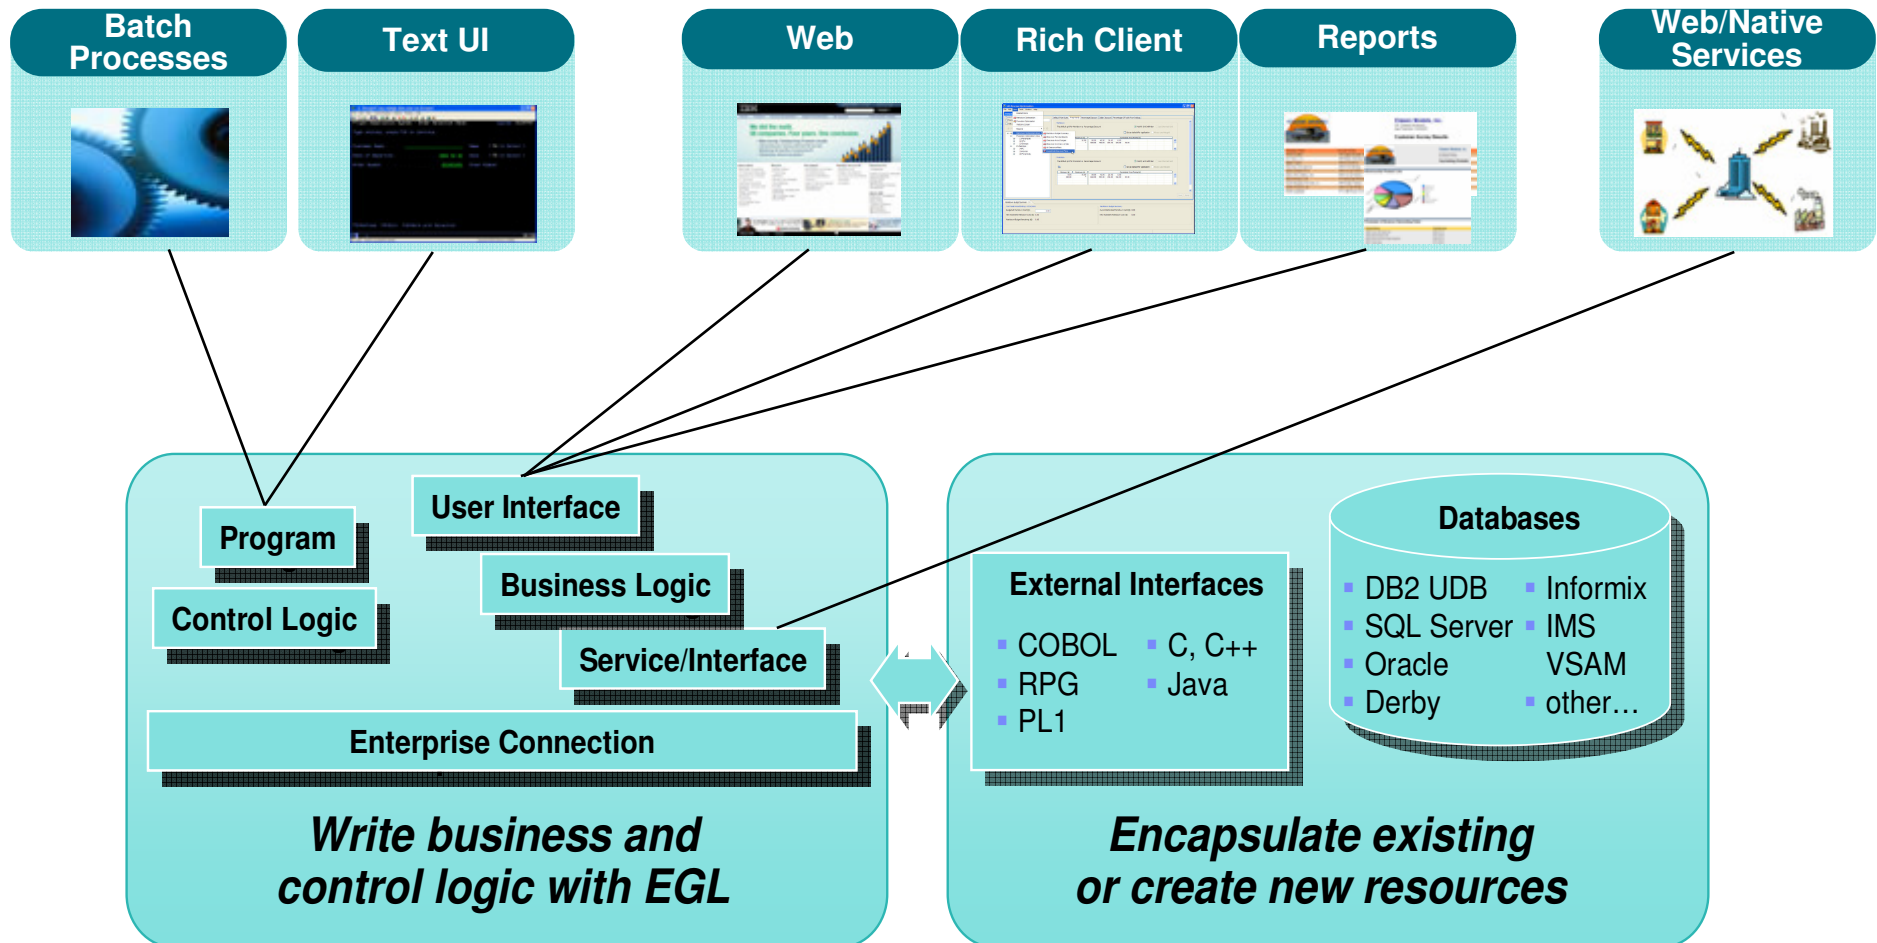 Batch
Processes
Text UI
Web
Rich Client
Reports
Web/Native
Services
User Interface
Program
Business Logic
Control Logic
Service/Interface
Enterprise Connection
Write business and
control logic with EGL
External Interfaces
COBOL
RPG
PL1
C, C++
Java
Databases
DB2 UDB
SQL Server
Oracle
Derby
Informix
IMS
VSAM
other…
Encapsulate existing
or create new resources